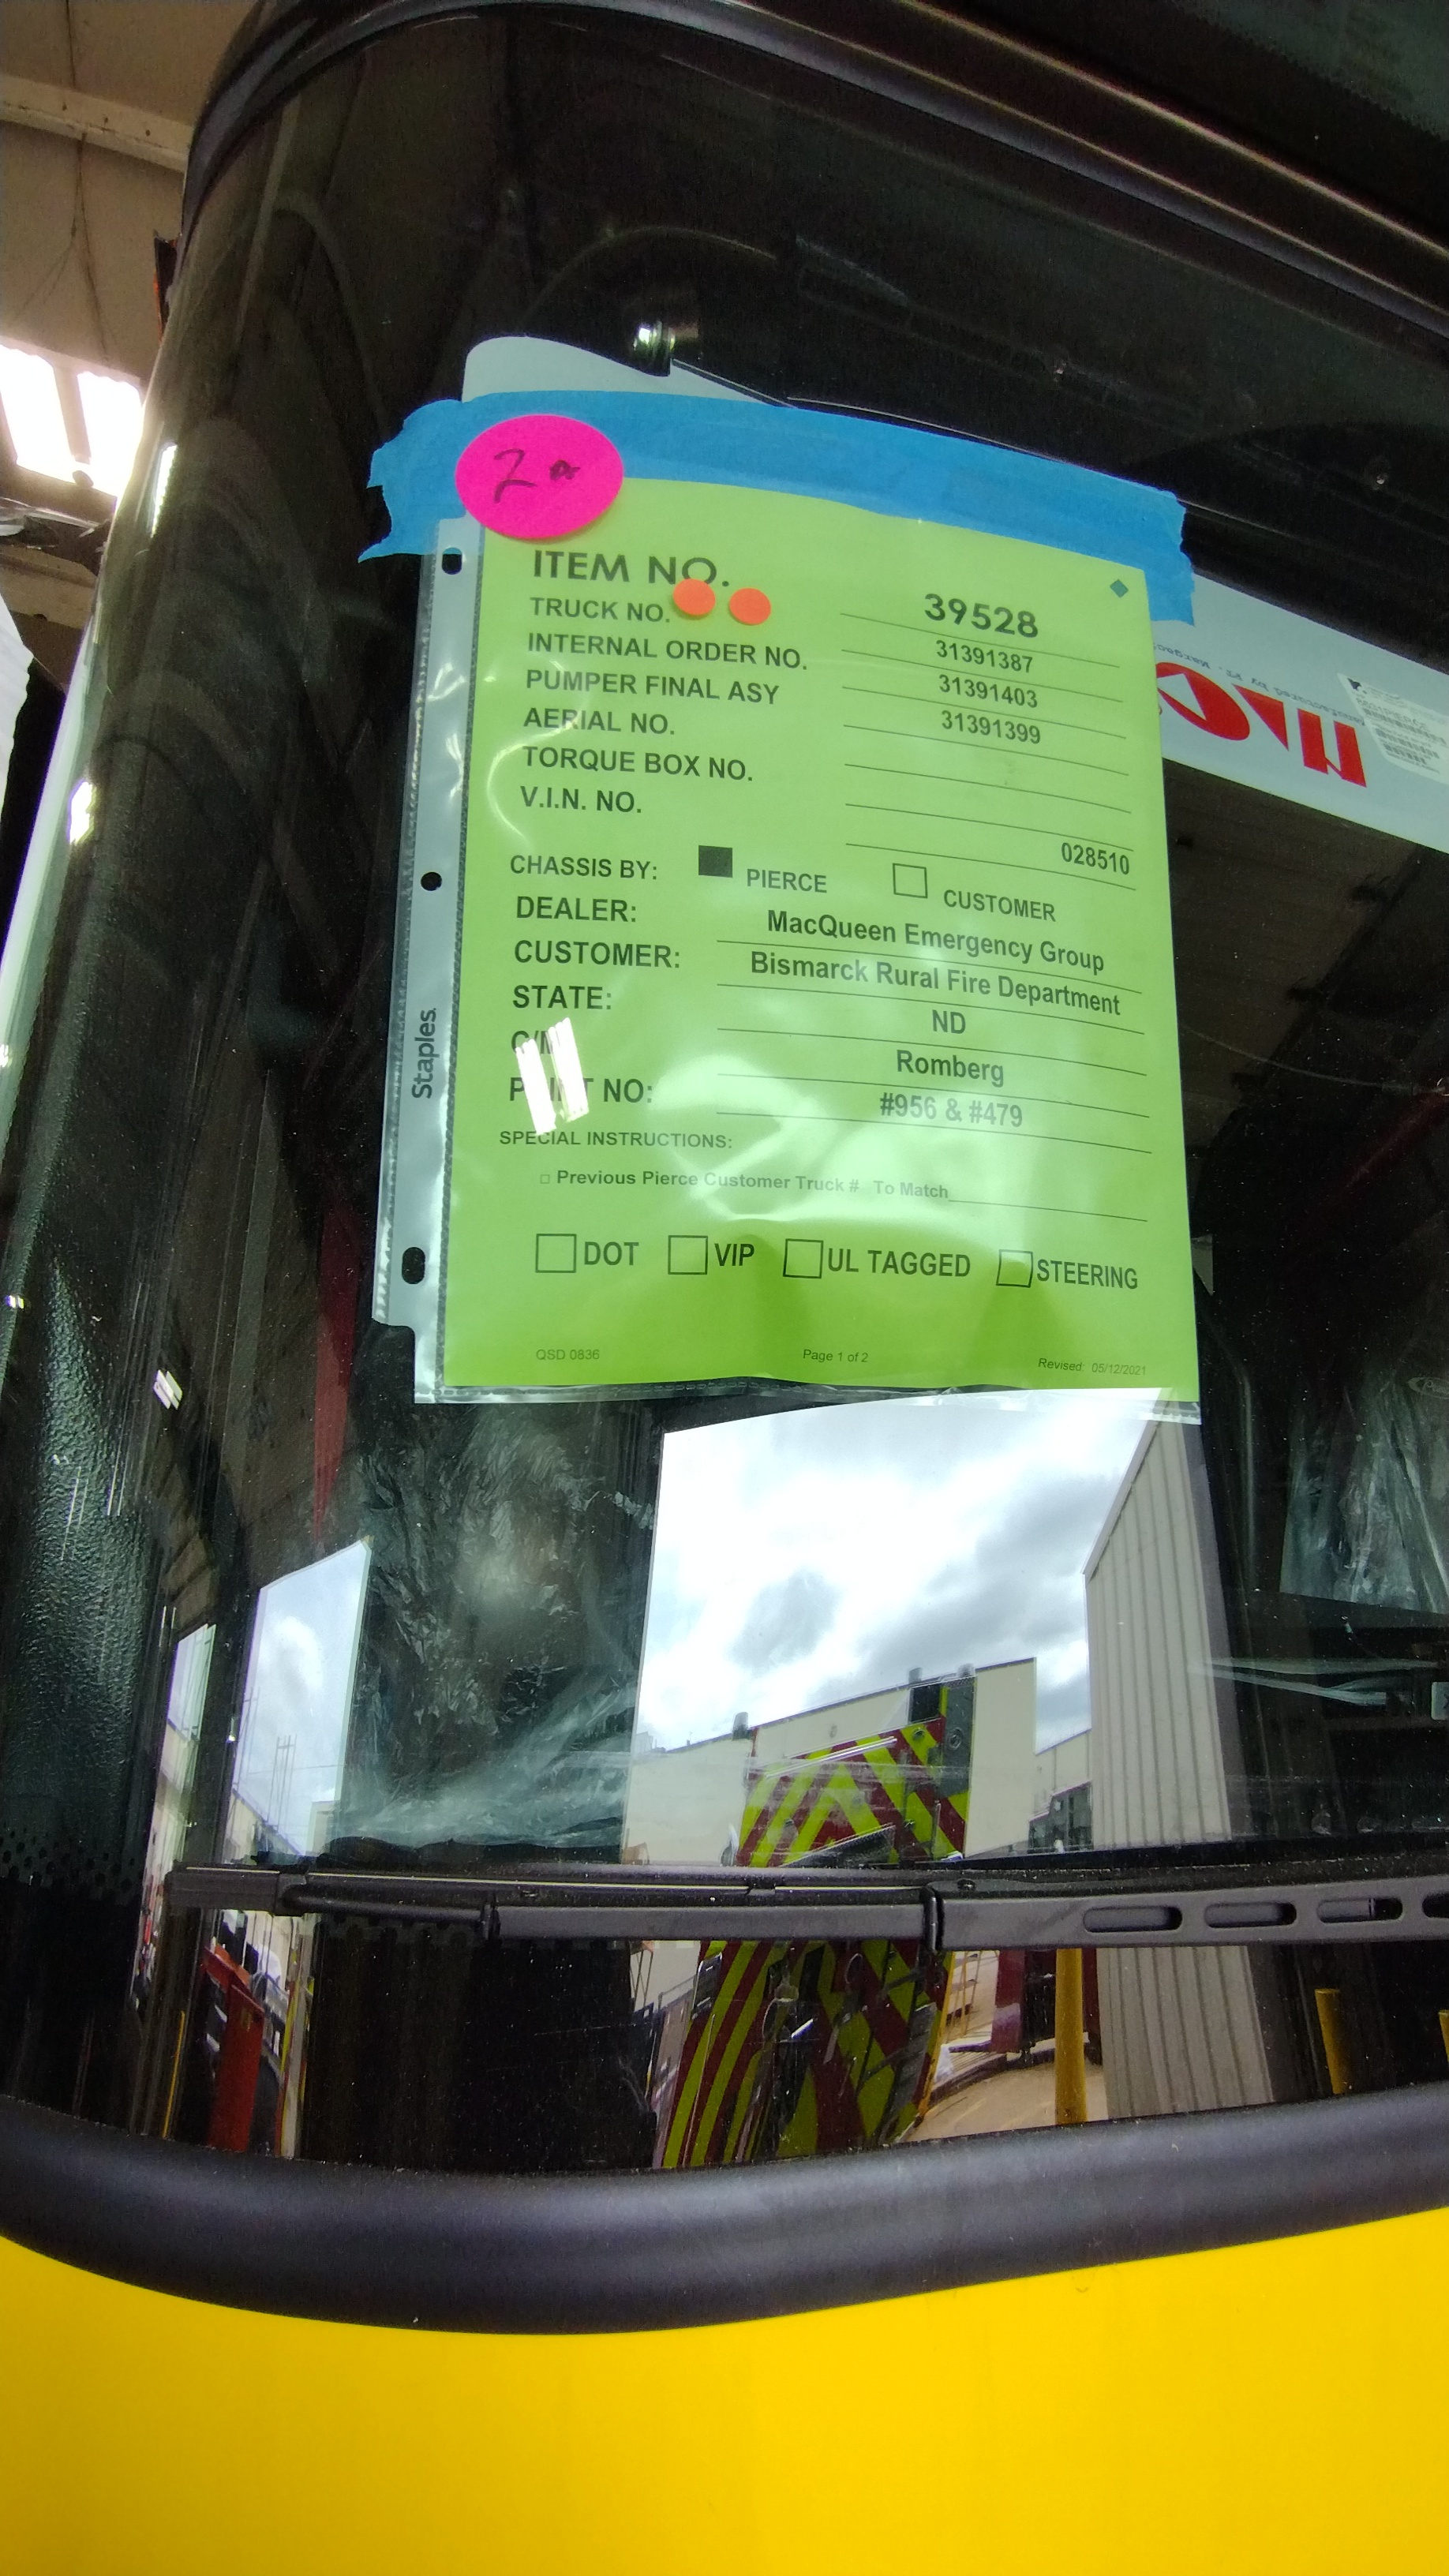 2a
ITEM NO. 39528
TRUCK NO. 31391387
INTERNAL ORDER NO. 31391403
PUMPER FINAL ASY 31391399
AERIAL NO.
TORQUE BOX NO.
V.I.N. NO. 028510
CHASSIS BY: PIERCE CUSTOMER
DEALER: MacQueen Emergency Group
CUSTOMER: Bismarck Rural Fire Department
STATE: ND
Romberg
NO: #956 & #479
SPECIAL INSTRUCTIONS:
Previous Pierce Customer Truck # To Match
DOT VIP UL TAGGED STEERING
QSD 0836 Page 1 of 2 Revised: 05/12/2021
Staples